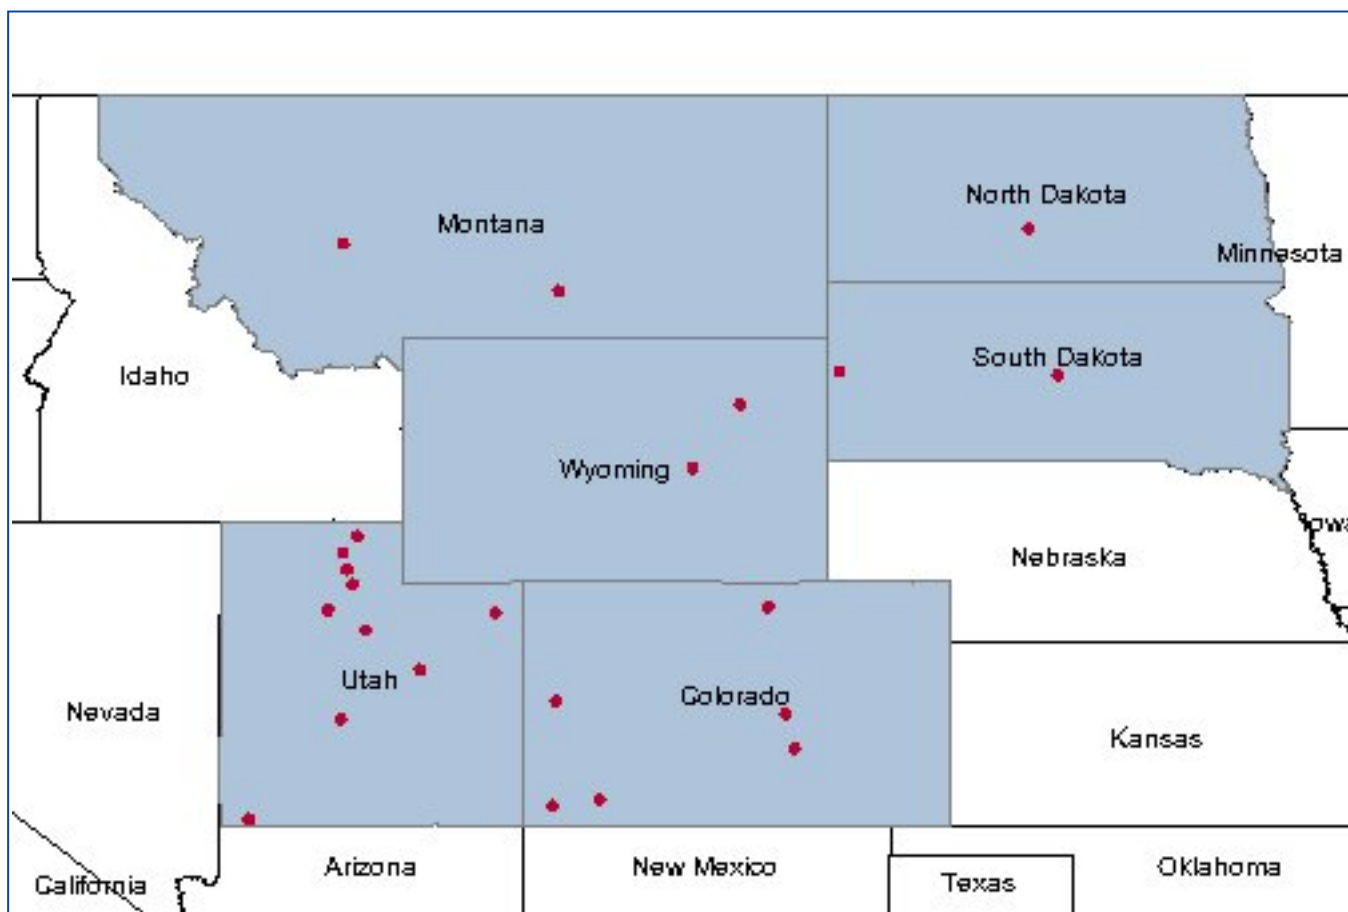 North Dakota
Montana
Minnesota
South Dakota
Idaho
Wyoming
Iowa
Nebraska
Utah
Colorado
Nevada
Kansas
Arizona
New Mexico
Oklahoma
California
Texas